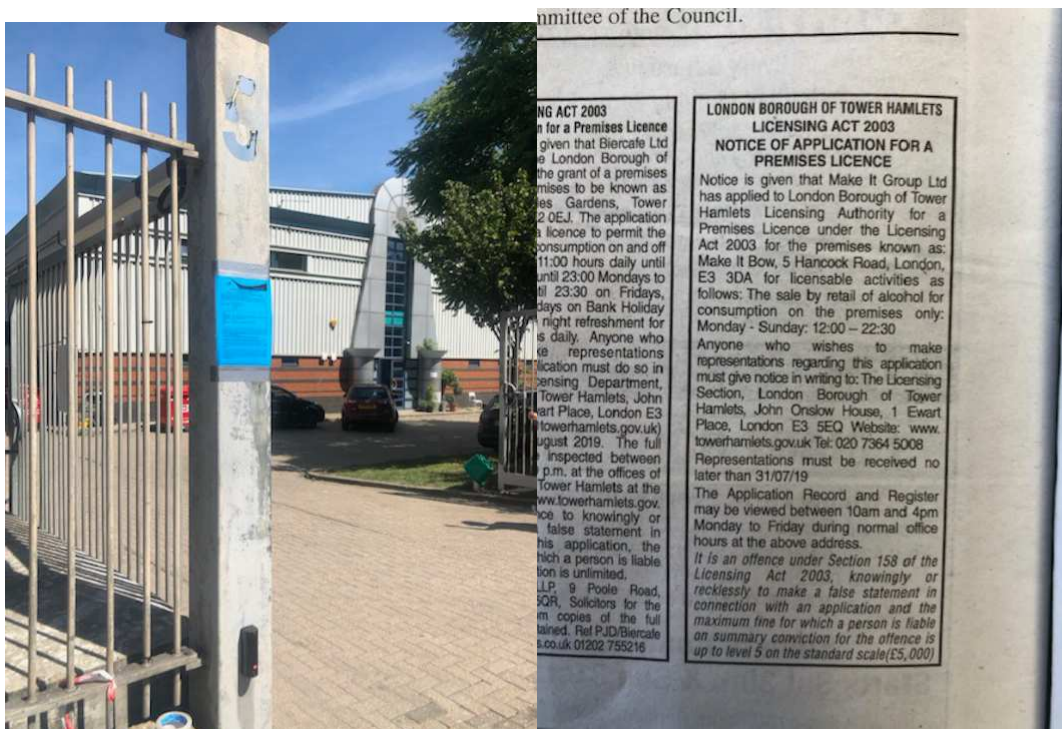 mmittee of the Council.
NG ACT 2003
n for a Premises Licence
given that Biercafe Ltd
e London Borough of
the grant of a premises
mises to be known as
es Gardens, Tower
2 0EJ. The application
a licence to permit the
onsumption on and off
11:00 hours daily until
until 23:00 Mondays to
til 23:30 on Fridays,
days on Bank Holiday
night refreshment for
s daily. Anyone who
ke representations
lication must do so in
censing Department,
Tower Hamlets, John
art Place, London E3
towerhamlets.gov.uk)
ugust 2019. The full
inspected between
p.m. at the offices of
Tower Hamlets at the
ww.towerhamlets.gov.
nce to knowingly or
false statement in
his application, the
hich a person is liable
tion is unlimited.
LLP, 9 Poole Road,
5QR, Solicitors for the
m copies of the full
tained. Ref PJD/Biercafe
s.co.uk 01202 755216
LONDON BOROUGH OF TOWER HAMLETS
LICENSING ACT 2003
NOTICE OF APPLICATION FOR A
PREMISES LICENCE
Notice is given that Make It Group Ltd
has applied to London Borough of Tower
Hamlets Licensing Authority for a
Premises Licence under the Licensing
Act 2003 for the premises known as:
Make It Bow, 5 Hancock Road, London,
E3 3DA for licensable activities as
follows: The sale by retail of alcohol for
consumption on the premises only:
Monday - Sunday: 12:00 – 22:30
Anyone who wishes to make
representations regarding this application
must give notice in writing to: The Licensing
Section, London Borough of Tower
Hamlets, John Onslow House, 1 Ewart
Place, London E3 5EQ Website: www.
towerhamlets.gov.uk Tel: 020 7364 5008
Representations must be received no
later than 31/07/19
The Application Record and Register
may be viewed between 10am and 4pm
Monday to Friday during normal office
hours at the above address.
It is an offence under Section 158 of the
Licensing Act 2003, knowingly or
recklessly to make a false statement in
connection with an application and the
maximum fine for which a person is liable
on summary conviction for the offence is
up to level 5 on the standard scale(£5,000)